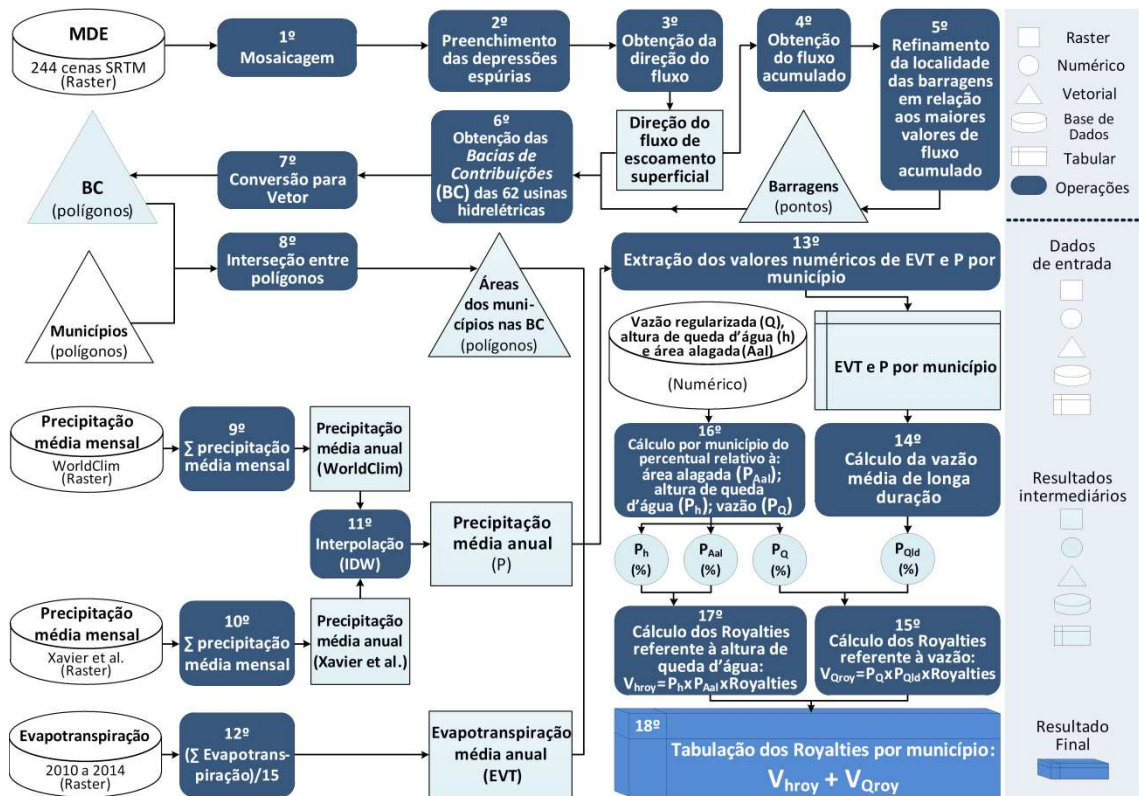 MDE
244 cenas SRTM
(Raster)
1º
Mosaicagem
2º
Preenchimento
das depressões
espúrias
3º
Obtenção da
direção do
fluxo
4º
Obtenção
do fluxo
acumulado
5º
Refinamento
da localidade
das barragens
em relação
aos maiores
valores de
fluxo
acumulado
Raster
Numérico
Vetorial
Base de
Dados
Tabular
Operações
BC
(polígonos)
7º
Conversão para
Vetor
6º
Obtenção das
Bacias de
Contribuições
(BC) das 62 usinas
hidrelétricas
Direção do
fluxo de
escoamento
superficial
Barragens
(pontos)
Municípios
(polígonos)
8º
Interseção entre
polígonos
Áreas
dos muni-
cípios nas BC
(polígonos)
13º
Extração dos valores numéricos de EVT e P por
município
Vazão regularizada (Q),
altura de queda d'água (h)
e área alagada (Aal)
(Numérico)
EVT e P por município
Dados
de entrada
Precipitação
média mensal
WorldClim
(Raster)
9º
∑ precipitação
média mensal
Precipitação
média anual
(WorldClim)
11º
Interpolação
(IDW)
Precipitação
média anual
(P)
Precipitação
média mensal
Xavier et al.
(Raster)
10º
∑ precipitação
média mensal
Precipitação
média anual
(Xavier et al.)
16º
Cálculo por município do
percentual relativo à:
área alagada (PAal);
altura de queda
d'água (Ph); vazão (PQ)
14º
Cálculo da vazão
média de longa
duração
Resultados
intermediários
Ph
(%)
PAal
(%)
PQ
(%)
PQld
(%)
17º
Cálculo dos Royalties
referente à altura de
queda d'água:
Vhroy=PhxPAalxRoyalties
15º
Cálculo dos Royalties
referente à vazão:
VQroy=PQxPQldxRoyalties
Evapotranspiração
2010 a 2014
(Raster)
12º
(∑ Evapotrans-
piração)/15
Evapotranspiração
média anual
(EVT)
18º
Tabulação dos Royalties por município:
Vhroy + VQroy
Resultado
Final